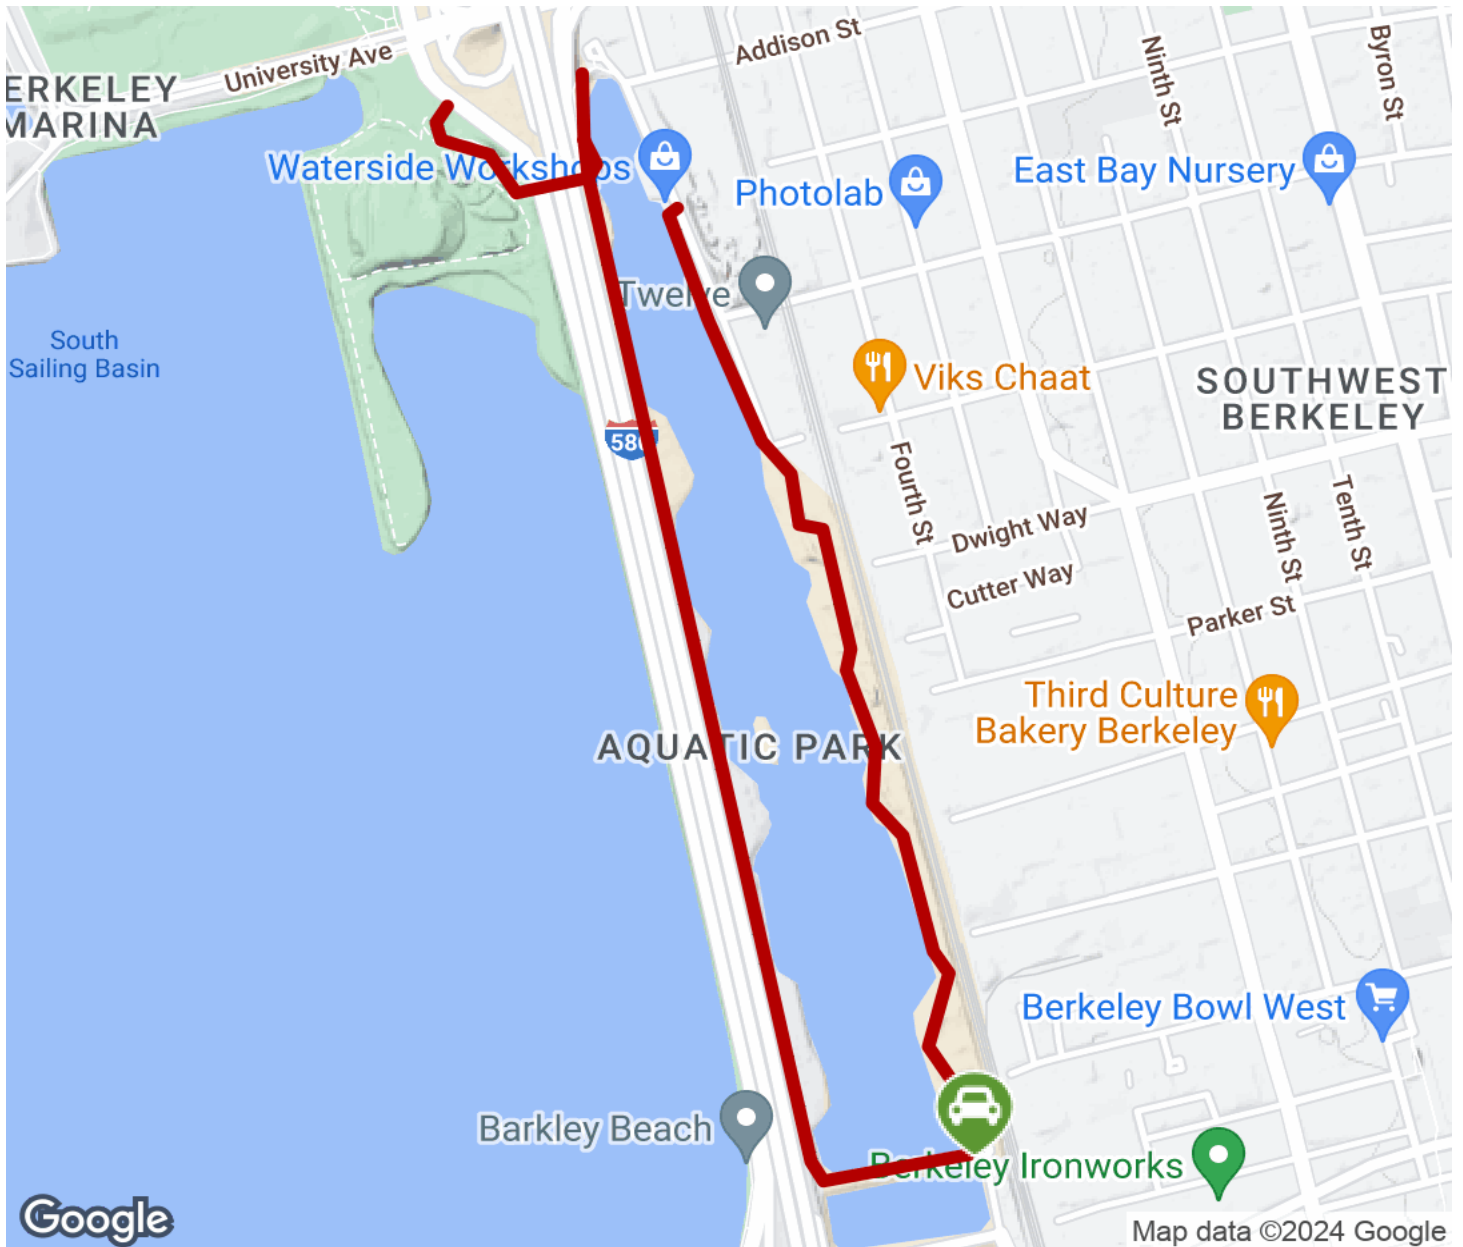 Addison St
University Ave
Ninth St
Byron St
ERKELEY
MARINA
Waterside Workshops
Photolab
East Bay Nursery
Twelve
South
Sailing Basin
Viks Chaat
SOUTHWEST
BERKELEY
580
Fourth St
Dwight Way
Ninth St
Tenth St
Cutter Way
Parker St
Third Culture
Bakery Berkeley
AQUATIC PARK
Berkeley Bowl West
Barkley Beach
Berkeley Ironworks
Google
Map data ©2024 Google